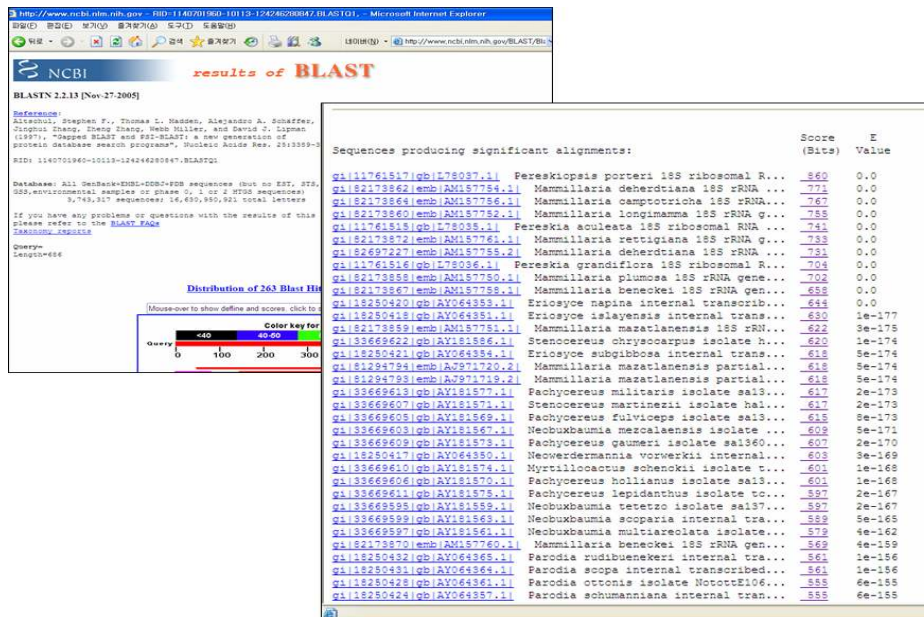 http://www.ncbi.nlm.nih.gov - RID=1140701960-10113-124246280847.BLASTQ1, - Microsoft Internet Explorer
파일(F) 편집(E) 보기(V) 즐겨찾기(A) 도구(T) 도움말(H)
뒤로 검색 즐겨찾기 네이버(N) http://www.ncbi.nlm.nih.gov/BLAST/Bl
NCBI results of BLAST
BLASTN 2.2.13 [Nov-27-2005]
Reference:
Altschul, Stephen F., Thomas L. Madden, Alejandro A. Schäffer,
Jinghui Zhang, Zheng Zhang, Webb Miller, and David J. Lipman
(1997), "Gapped BLAST and PSI-BLAST: a new generation of
protein database search programs", Nucleic Acids Res. 25:3389-3
RID: 1140701960-10113-124246280847.BLASTQ1
Database: All GenBank+EMBL+DDBJ+PDB sequences (but no EST, STS,
GSS,environmental samples or phase 0, 1 or 2 HTGS sequences)
3,743,317 sequences; 16,630,950,921 total letters
If you have any problems or questions with the results of this
please refer to the BLAST FAQs
Taxonomy reports
Query=
Length=686
Distribution of 263 Blast Hit
Mouse-over to show define and scores, click to s
Color key for
<40 40-50
Query
0 100 200 300
Score E
Sequences producing significant alignments: (Bits) Value
gi|11761517|gb|L78037.1| Pereskiopsis porteri 18S ribosomal R... 860 0.0
gi|82173862|emb|AM157754.1| Mammillaria deherdtiana 18S rRNA ... 771 0.0
gi|82173864|emb|AM157756.1| Mammillaria camptotricha 18S rRNA... 767 0.0
gi|82173860|emb|AM157752.1| Mammillaria longimamma 18S rRNA g... 755 0.0
gi|11761515|gb|L78035.1| Pereskia aculeata 18S ribosomal RNA ... 741 0.0
gi|82173872|emb|AM157761.1| Mammillaria rettigiana 18S rRNA g... 733 0.0
gi|82697227|emb|AM157755.2| Mammillaria deherdtiana 18S rRNA ... 731 0.0
gi|11761516|gb|L78036.1| Pereskia grandiflora 18S ribosomal R... 704 0.0
gi|82173858|emb|AM157750.1| Mammillaria plumosa 18S rRNA gene... 702 0.0
gi|82173867|emb|AM157758.1| Mammillaria beneckei 18S rRNA gen... 658 0.0
gi|18250420|gb|AY064353.1| Eriosyce napina internal transcrib... 644 0.0
gi|18250418|gb|AY064351.1| Eriosyce islayensis internal trans... 630 1e-177
gi|82173859|emb|AM157751.1| Mammillaria mazatlanensis 18S rRN... 622 3e-175
gi|33669622|gb|AY181586.1| Stenocereus chrysocarpus isolate h... 620 1e-174
gi|18250421|gb|AY064354.1| Eriosyce subgibbosa internal trans... 618 5e-174
gi|81294794|emb|AJ971720.2| Mammillaria mazatlanensis partial... 618 5e-174
gi|81294793|emb|AJ971719.2| Mammillaria mazatlanensis partial... 618 5e-174
gi|33669613|gb|AY181577.1| Pachycereus militaris isolate sa13... 617 2e-173
gi|33669607|gb|AY181571.1| Stenocereus martinezii isolate hal... 617 2e-173
gi|33669605|gb|AY181569.1| Pachycereus fulviceps isolate sa13... 615 5e-173
gi|33669603|gb|AY181567.1| Neobuxbaumia mezcalaensis isolate ... 609 5e-171
gi|33669609|gb|AY181573.1| Pachycereus gaumeri isolate sa1360... 607 2e-170
gi|18250417|gb|AY064350.1| Neowerdermannia vorwerkii internal... 603 3e-169
gi|33669610|gb|AY181574.1| Myrtillocactus schenckii isolate t... 601 1e-168
gi|33669606|gb|AY181570.1| Pachycereus hollianus isolate sa13... 601 1e-168
gi|33669611|gb|AY181575.1| Pachycereus lepidanthus isolate tc... 597 2e-167
gi|33669595|gb|AY181559.1| Neobuxbaumia tetetzo isolate sa137... 597 2e-167
gi|33669599|gb|AY181563.1| Neobuxbaumia scoparia internal tra... 589 5e-165
gi|33669597|gb|AY181561.1| Neobuxbaumia multiareolata isolate... 579 4e-162
gi|82173870|emb|AM157760.1| Mammillaria beneckei 18S rRNA gen... 569 4e-159
gi|18250432|gb|AY064365.1| Parodia rudibuenekeri internal tra... 561 1e-156
gi|18250431|gb|AY064364.1| Parodia scopa internal transcribed... 561 1e-156
gi|18250428|gb|AY064361.1| Parodia ottonis isolate NotottE106... 555 6e-155
gi|18250424|gb|AY064357.1| Parodia schumanniana internal tran... 555 6e-155